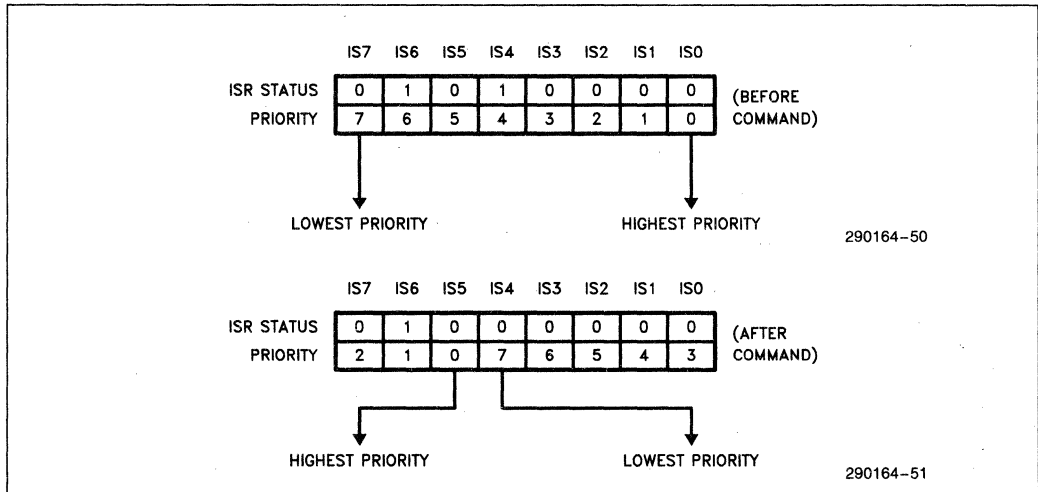 IS7 IS6 IS5 IS4 IS3 IS2 IS1 IS0
ISR STATUS 0 1 0 1 0 0 0 0 (BEFORE
PRIORITY 7 6 5 4 3 2 1 0 COMMAND)
LOWEST PRIORITY HIGHEST PRIORITY
290164-50
IS7 IS6 IS5 IS4 IS3 IS2 IS1 IS0
ISR STATUS 0 1 0 0 0 0 0 0 (AFTER
PRIORITY 2 1 0 7 6 5 4 3 COMMAND)
HIGHEST PRIORITY LOWEST PRIORITY
290164-51